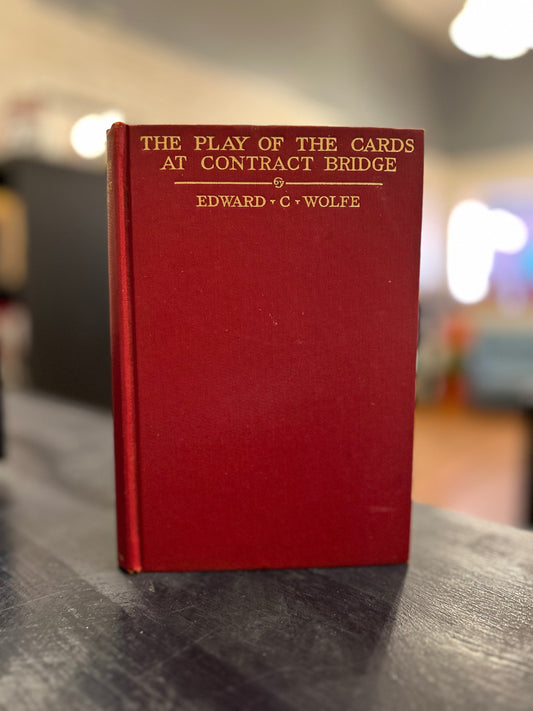 THE PLAY OF THE CARDS
AT CONTRACT BRIDGE
BY
EDWARD • C • WOLFE